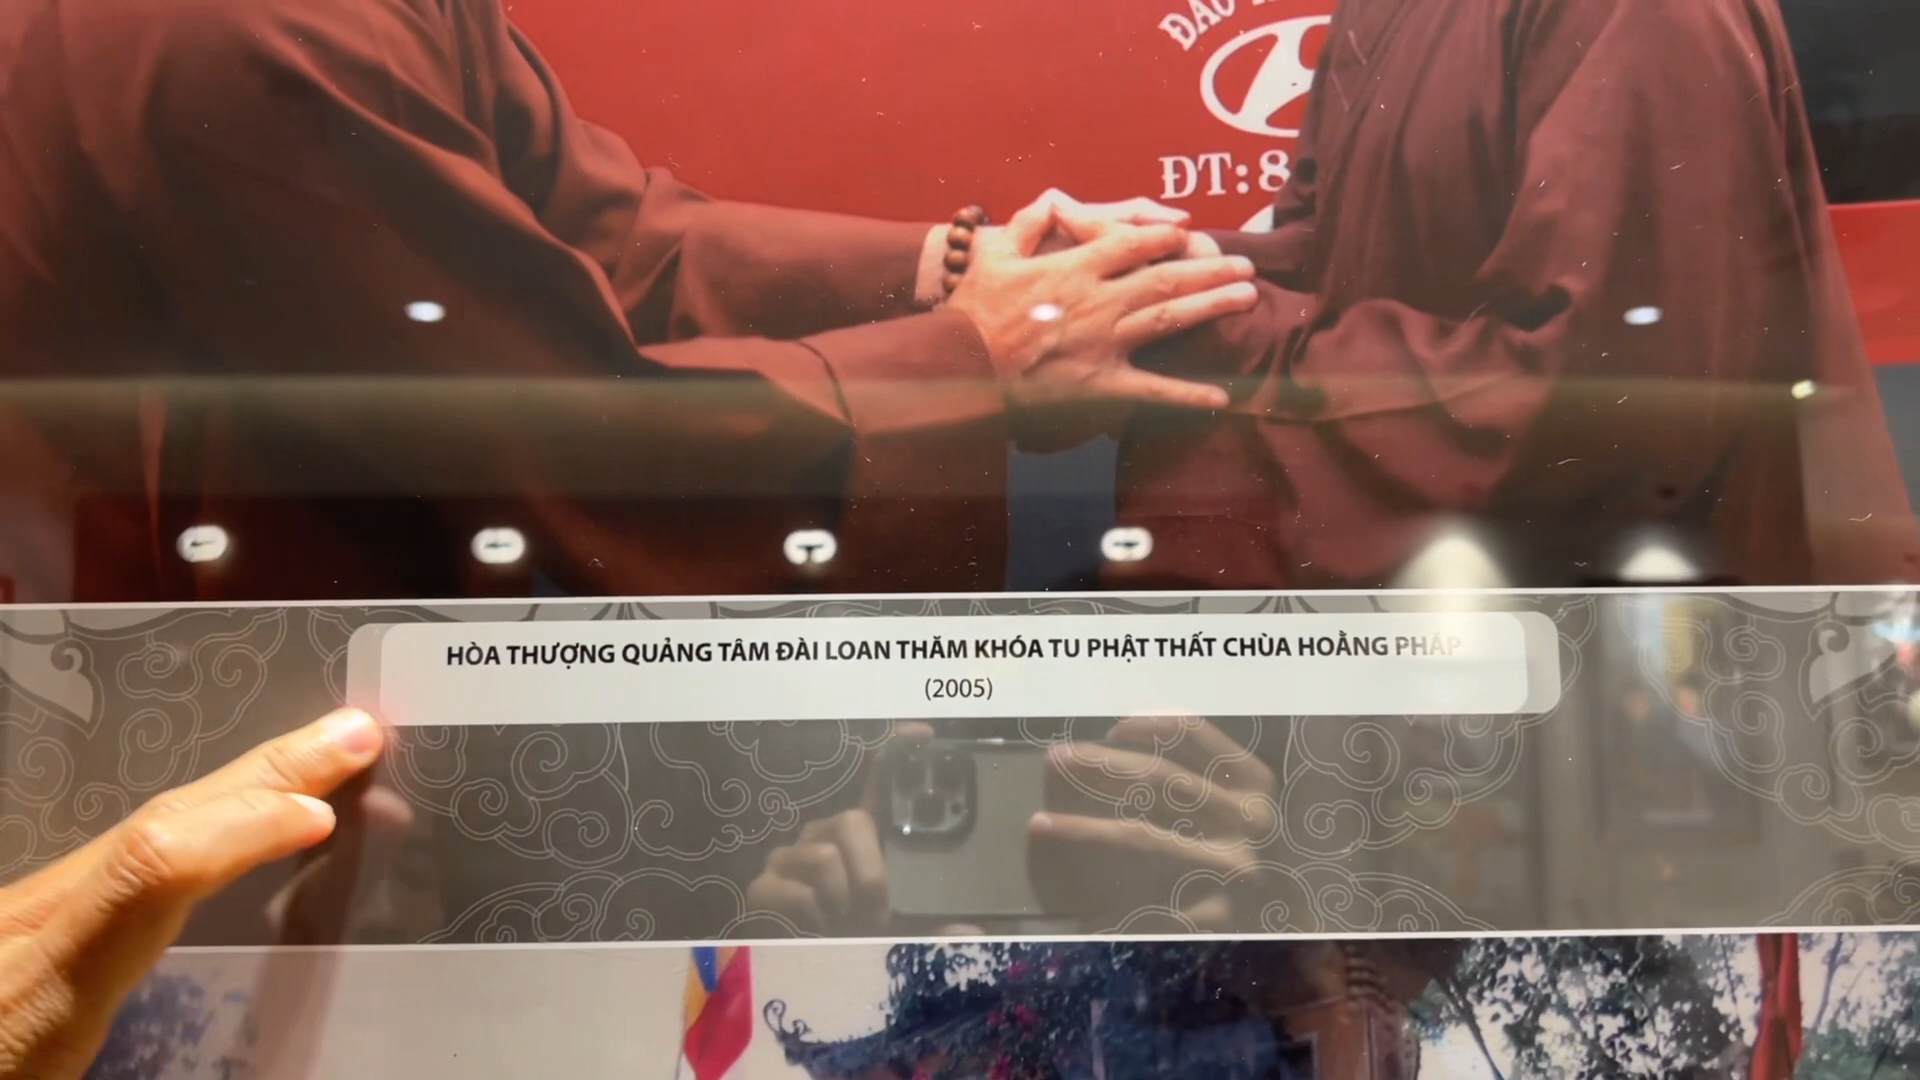 ĐT: 8
HÒA THƯỢNG QUẢNG TÂM ĐÀI LOAN THĂM KHÓA TU PHẬT THẤT CHÙA HOẰNG PHÁP
(2005)